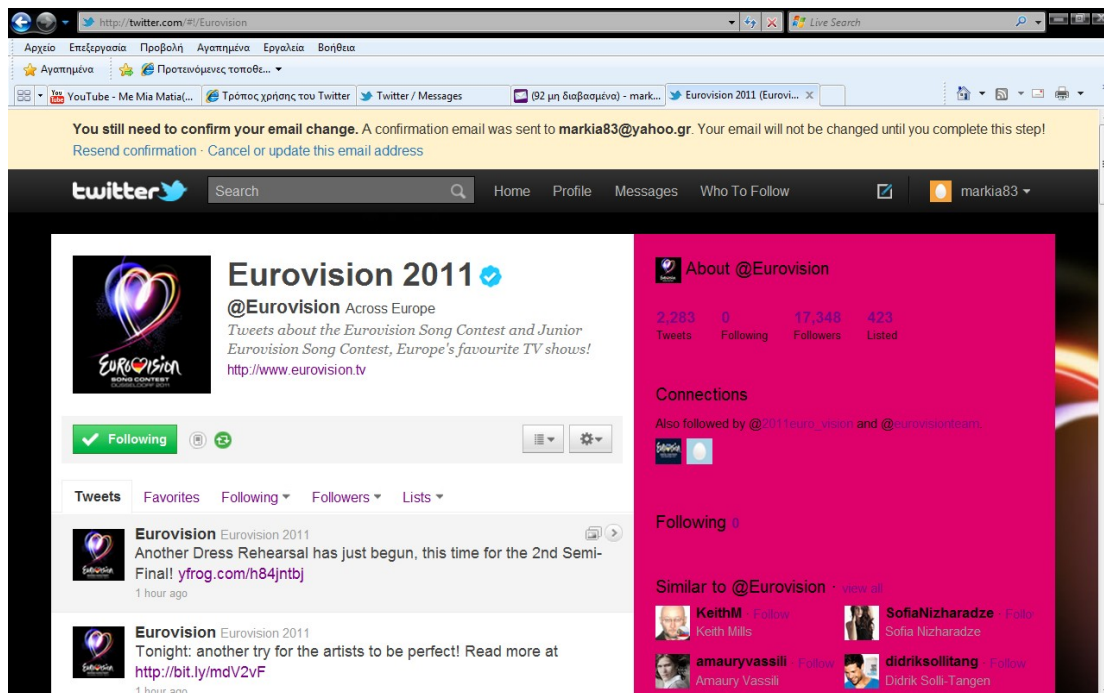 http://twitter.com/#!/Eurovision
Live Search
Αρχείο Επεξεργασία Προβολή Αγαπημένα Εργαλεία Βοήθεια
Αγαπημένα Προτεινόμενες τοποθε...
YouTube - Me Mia Matia(... Τρόπος χρήσης του Twitter Twitter / Messages (92 μη διαβασμένα) - mark... Eurovision 2011 (Eurovi...
You still need to confirm your email change. A confirmation email was sent to markia83@yahoo.gr. Your email will not be changed until you complete this step!
Resend confirmation · Cancel or update this email address
twitter Search Home Profile Messages Who To Follow markia83
Eurovision 2011
@Eurovision Across Europe
Tweets about the Eurovision Song Contest and Junior
Eurovision Song Contest, Europe's favourite TV shows!
http://www.eurovision.tv
EUROVISION
SONG CONTEST
DÜSSELDORF 2011
Following
Tweets Favorites Following Followers Lists
Eurovision Eurovision 2011
Another Dress Rehearsal has just begun, this time for the 2nd Semi-
Final! yfrog.com/h84jntbj
1 hour ago
Eurovision Eurovision 2011
Tonight: another try for the artists to be perfect! Read more at
http://bit.ly/mdV2vF
1 hour ago
About @Eurovision
2,283 0 17,348 423
Tweets Following Followers Listed
Connections
Also followed by @2011euro_vision and @eurovisionteam.
Following 0
Similar to @Eurovision · view all
KeithM · Follow
Keith Mills
SofiaNizharadze · Follo
Sofia Nizharadze
amauryvassili · Follow
Amaury Vassili
didriksollitang · Follow
Didrik Solli-Tangen